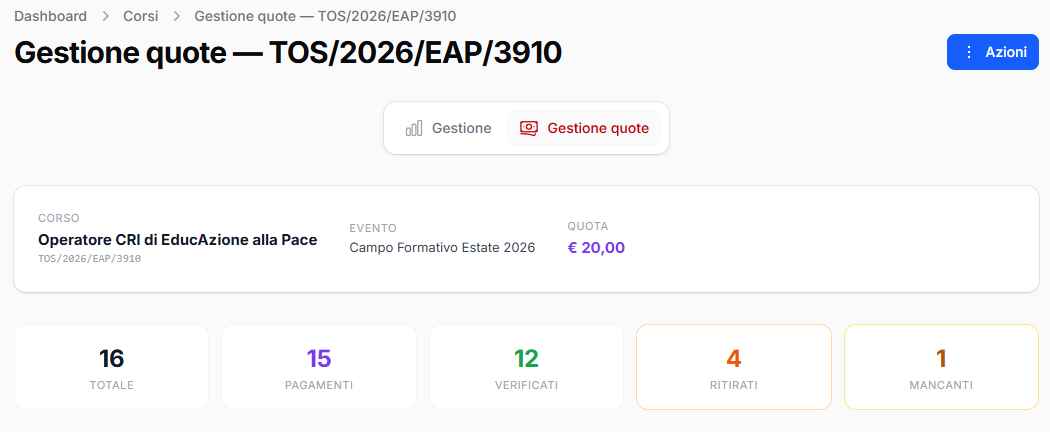 Dashboard > Corsi > Gestione quote — TOS/2026/EAP/3910
Gestione quote — TOS/2026/EAP/3910
Azioni
Gestione
Gestione quote
CORSO
Operatore CRI di EducAzione alla Pace
TOS/2026/EAP/3910
EVENTO
Campo Formativo Estate 2026
QUOTA
€ 20,00
16
TOTALE
15
PAGAMENTI
12
VERIFICATI
4
RITIRATI
1
MANCANTI